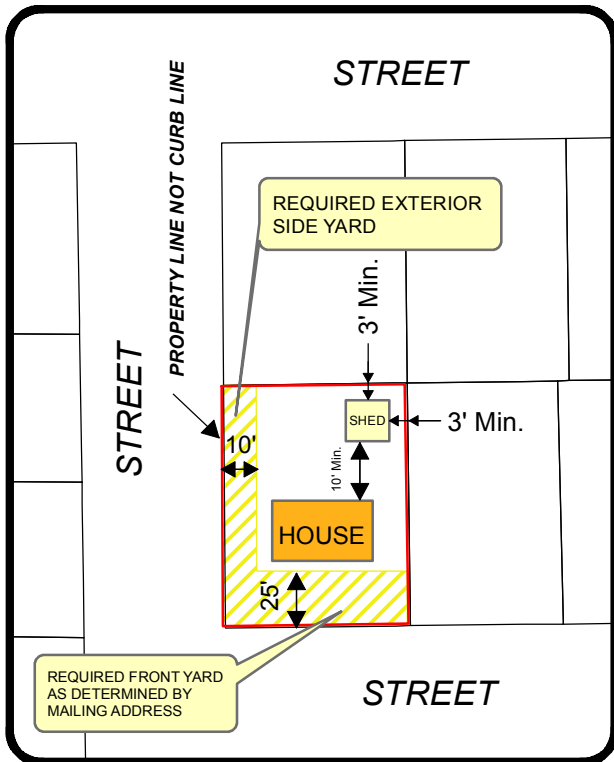 STREET
PROPERTY LINE NOT CURB LINE
REQUIRED EXTERIOR
SIDE YARD
3' Min.
STREET
SHED
3' Min.
10'
10' Min.
HOUSE
25'
REQUIRED FRONT YARD
AS DETERMINED BY
MAILING ADDRESS
STREET